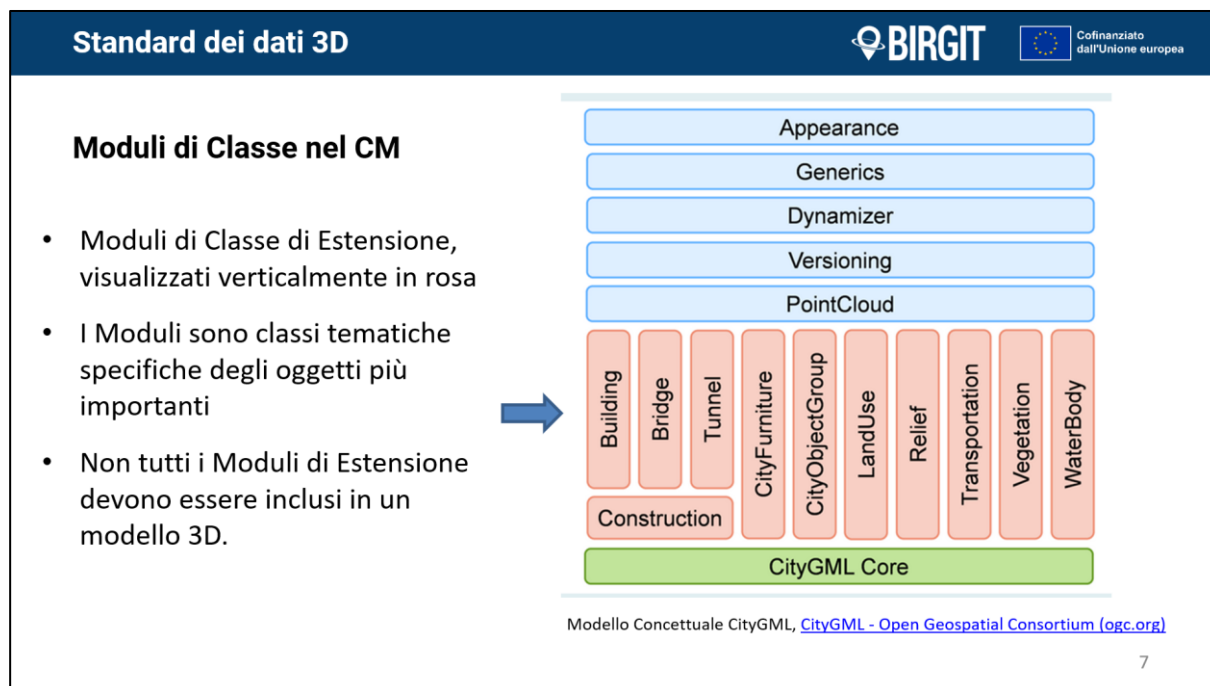 Standard dei dati 3D
BIRGIT
Cofinanziato
dall'Unione europea
Moduli di Classe nel CM
• Moduli di Classe di Estensione,
visualizzati verticalmente in rosa
• I Moduli sono classi tematiche
specifiche degli oggetti più
importanti
• Non tutti i Moduli di Estensione
devono essere inclusi in un
modello 3D.
Appearance
Generics
Dynamizer
Versioning
PointCloud
Building
Bridge
Tunnel
CityFurniture
CityObjectGroup
LandUse
Relief
Transportation
Vegetation
WaterBody
Construction
CityGML Core
Modello Concettuale CityGML, CityGML - Open Geospatial Consortium (ogc.org)
7